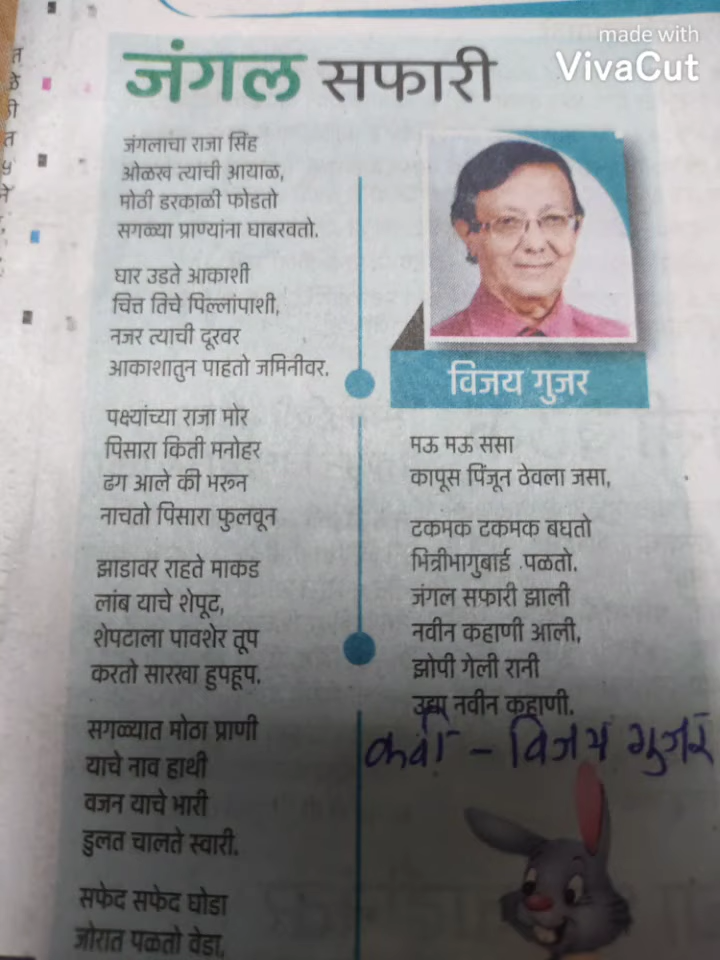 made with
VivaCut
जंगल सफारी
जंगलाचा राजा सिंह
ओळख त्याची आयाळ,
मोठी डरकाळी फोडतो
सगळ्या प्राण्यांना घाबरवतो.
घार उडते आकाशी
चित्त तिचे पिल्लांपाशी,
नजर त्याची दूरवर
आकाशातुन पाहतो जमिनीवर.
पक्ष्यांच्या राजा मोर
पिसारा किती मनोहर
ढग आले की भरून
नाचतो पिसारा फुलवून
झाडावर राहते माकड
लांब याचे शेपूट,
शेपटाला पावशेर तूप
करतो सारखा हुपहूप.
सगळ्यात मोठा प्राणी
याचे नाव हाथी
वजन याचे भारी
डुलत चालते स्वारी.
सफेद सफेद घोडा
जोरात पळतो वेडा,
विजय गुजर
मऊ मऊ ससा
कापूस पिंजून ठेवला जसा,
टकमक टकमक बघतो
भित्रीभागुबाई .पळतो.
जंगल सफारी झाली
नवीन कहाणी आली,
झोपी गेली रानी
उद्या नवीन कहाणी.
कवी - विजय गुजर